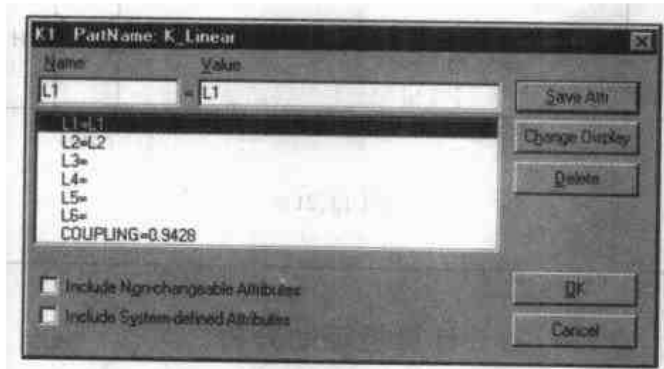 K1 PartName: K_Linear
Name Value
L1 = L1
Save Attr
L1=L1
L2=L2
L3=
L4=
L5=
L6=
COUPLING=0.9428
Change Display
Delete
Include Non-changeable Attributes
Include System-defined Attributes
OK
Cancel